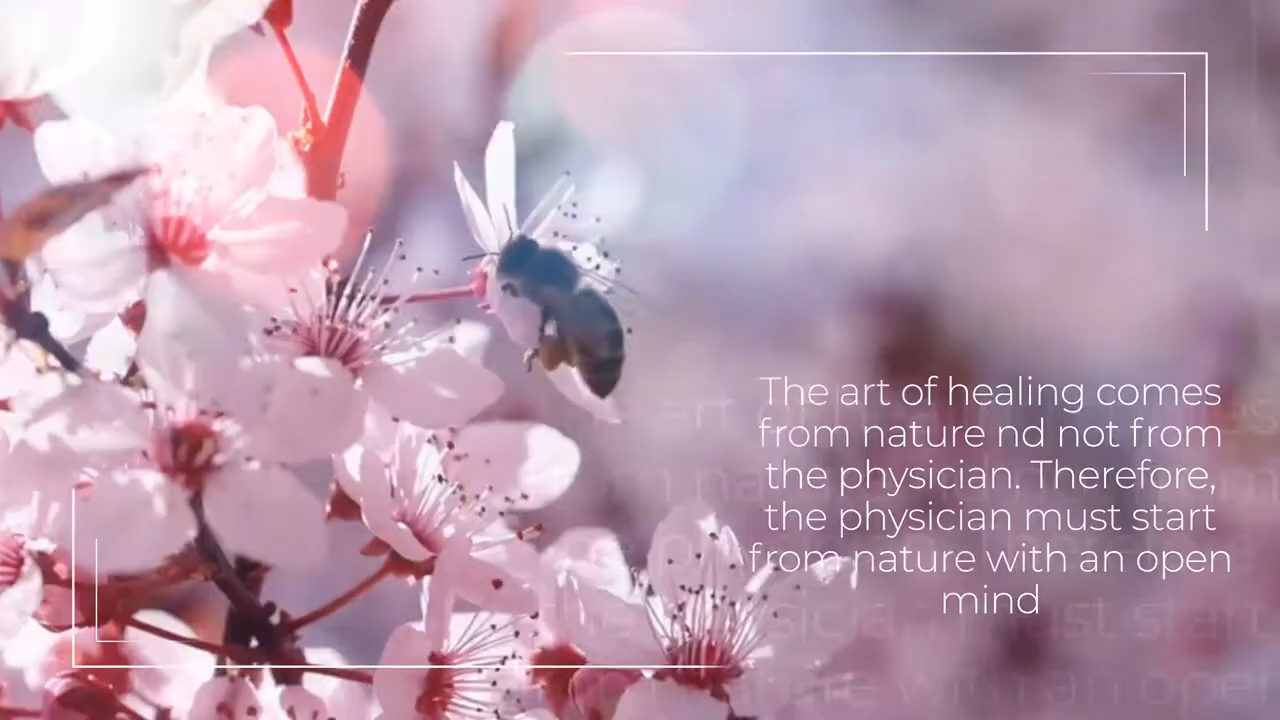 The art of healing comes
from nature nd not from
the physician. Therefore,
the physician must start
from nature with an open
mind